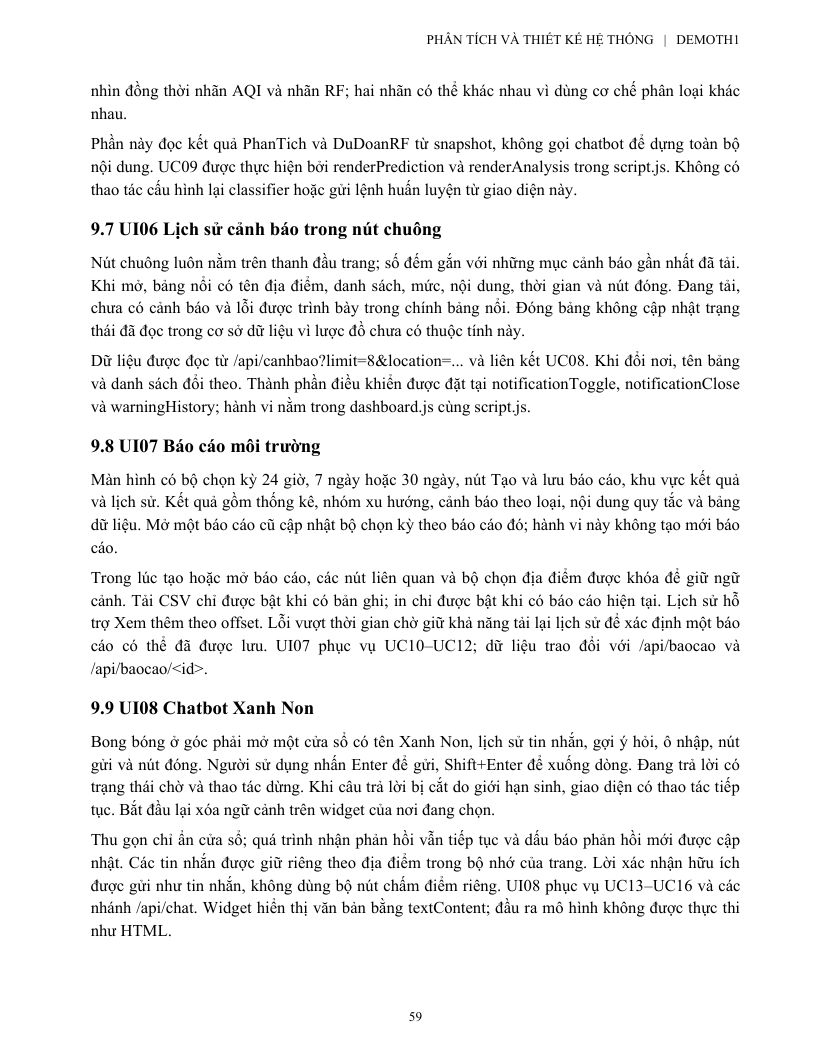 PHÂN TÍCH VÀ THIẾT KẾ HỆ THỐNG | DEMOTH1
nhìn đồng thời nhãn AQI và nhãn RF; hai nhãn có thể khác nhau vì dùng cơ chế phân loại khác
nhau.
Phần này đọc kết quả PhanTich và DuDoanRF từ snapshot, không gọi chatbot để dựng toàn bộ
nội dung. UC09 được thực hiện bởi renderPrediction và renderAnalysis trong script.js. Không có
thao tác cấu hình lại classifier hoặc gửi lệnh huấn luyện từ giao diện này.
9.7 UI06 Lịch sử cảnh báo trong nút chuông
Nút chuông luôn nằm trên thanh đầu trang; số đếm gắn với những mục cảnh báo gần nhất đã tải.
Khi mở, bảng nổi có tên địa điểm, danh sách, mức, nội dung, thời gian và nút đóng. Đang tải,
chưa có cảnh báo và lỗi được trình bày trong chính bảng nổi. Đóng bảng không cập nhật trạng
thái đã đọc trong cơ sở dữ liệu vì lược đồ chưa có thuộc tính này.
Dữ liệu được đọc từ /api/canhbao?limit=8&location=... và liên kết UC08. Khi đổi nơi, tên bảng
và danh sách đổi theo. Thành phần điều khiển được đặt tại notificationToggle, notificationClose
và warningHistory; hành vi nằm trong dashboard.js cùng script.js.
9.8 UI07 Báo cáo môi trường
Màn hình có bộ chọn kỳ 24 giờ, 7 ngày hoặc 30 ngày, nút Tạo và lưu báo cáo, khu vực kết quả
và lịch sử. Kết quả gồm thống kê, nhóm xu hướng, cảnh báo theo loại, nội dung quy tắc và bảng
dữ liệu. Mở một báo cáo cũ cập nhật bộ chọn kỳ theo báo cáo đó; hành vi này không tạo mới báo
cáo.
Trong lúc tạo hoặc mở báo cáo, các nút liên quan và bộ chọn địa điểm được khóa để giữ ngữ
cảnh. Tải CSV chỉ được bật khi có bản ghi; in chỉ được bật khi có báo cáo hiện tại. Lịch sử hỗ
trợ Xem thêm theo offset. Lỗi vượt thời gian chờ giữ khả năng tải lại lịch sử để xác định một báo
cáo có thể đã được lưu. UI07 phục vụ UC10–UC12; dữ liệu trao đổi với /api/baocao và
/api/baocao/<id>.
9.9 UI08 Chatbot Xanh Non
Bong bóng ở góc phải mở một cửa sổ có tên Xanh Non, lịch sử tin nhắn, gợi ý hỏi, ô nhập, nút
gửi và nút đóng. Người sử dụng nhấn Enter để gửi, Shift+Enter để xuống dòng. Đang trả lời có
trạng thái chờ và thao tác dừng. Khi câu trả lời bị cắt do giới hạn sinh, giao diện có thao tác tiếp
tục. Bắt đầu lại xóa ngữ cảnh trên widget của nơi đang chọn.
Thu gọn chỉ ẩn cửa sổ; quá trình nhận phản hồi vẫn tiếp tục và dấu báo phản hồi mới được cập
nhật. Các tin nhắn được giữ riêng theo địa điểm trong bộ nhớ của trang. Lời xác nhận hữu ích
được gửi như tin nhắn, không dùng bộ nút chấm điểm riêng. UI08 phục vụ UC13–UC16 và các
nhánh /api/chat. Widget hiển thị văn bản bằng textContent; đầu ra mô hình không được thực thi
như HTML.
59